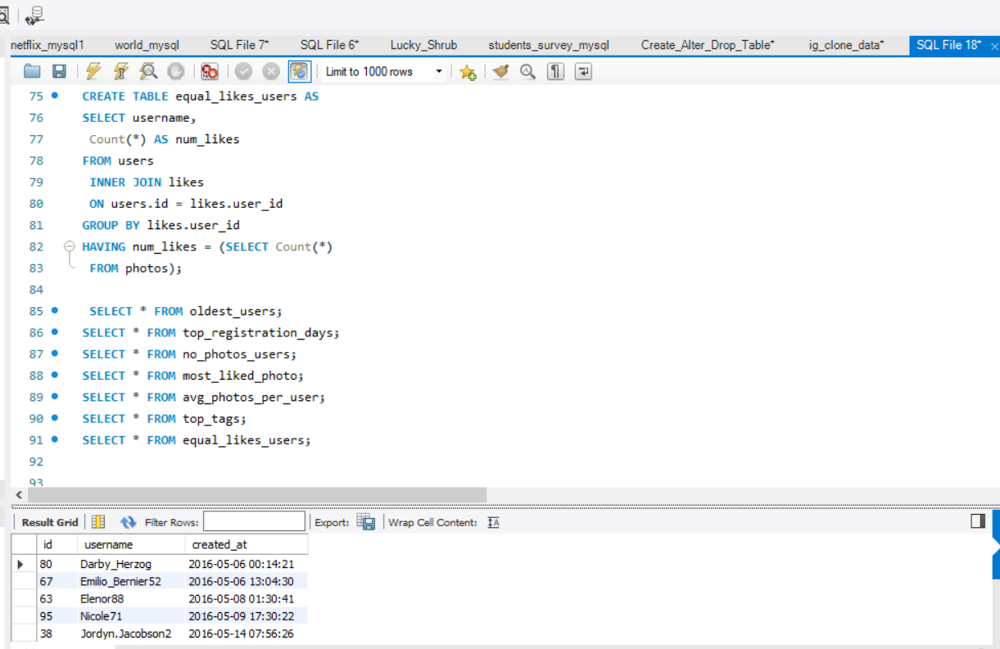 netflix_mysql1 world_mysql SQL File 7* SQL File 6* Lucky_Shrub students_survey_mysql Create_Alter_Drop_Table* ig_clone_data* SQL File 18*
Limit to 1000 rows
75 CREATE TABLE equal_likes_users AS
76 SELECT username,
77 Count(*) AS num_likes
78 FROM users
79 INNER JOIN likes
80 ON users.id = likes.user_id
81 GROUP BY likes.user_id
82 HAVING num_likes = (SELECT Count(*)
83 FROM photos);
84
85 SELECT * FROM oldest_users;
86 SELECT * FROM top_registration_days;
87 SELECT * FROM no_photos_users;
88 SELECT * FROM most_liked_photo;
89 SELECT * FROM avg_photos_per_user;
90 SELECT * FROM top_tags;
91 SELECT * FROM equal_likes_users;
92
93
Result Grid Filter Rows: Export: Wrap Cell Content:
id username created_at
80 Darby_Herzog 2016-05-06 00:14:21
67 Emilio_Bernier52 2016-05-06 13:04:30
63 Elenor88 2016-05-08 01:30:41
95 Nicole71 2016-05-09 17:30:22
38 Jordyn.Jacobson2 2016-05-14 07:56:26